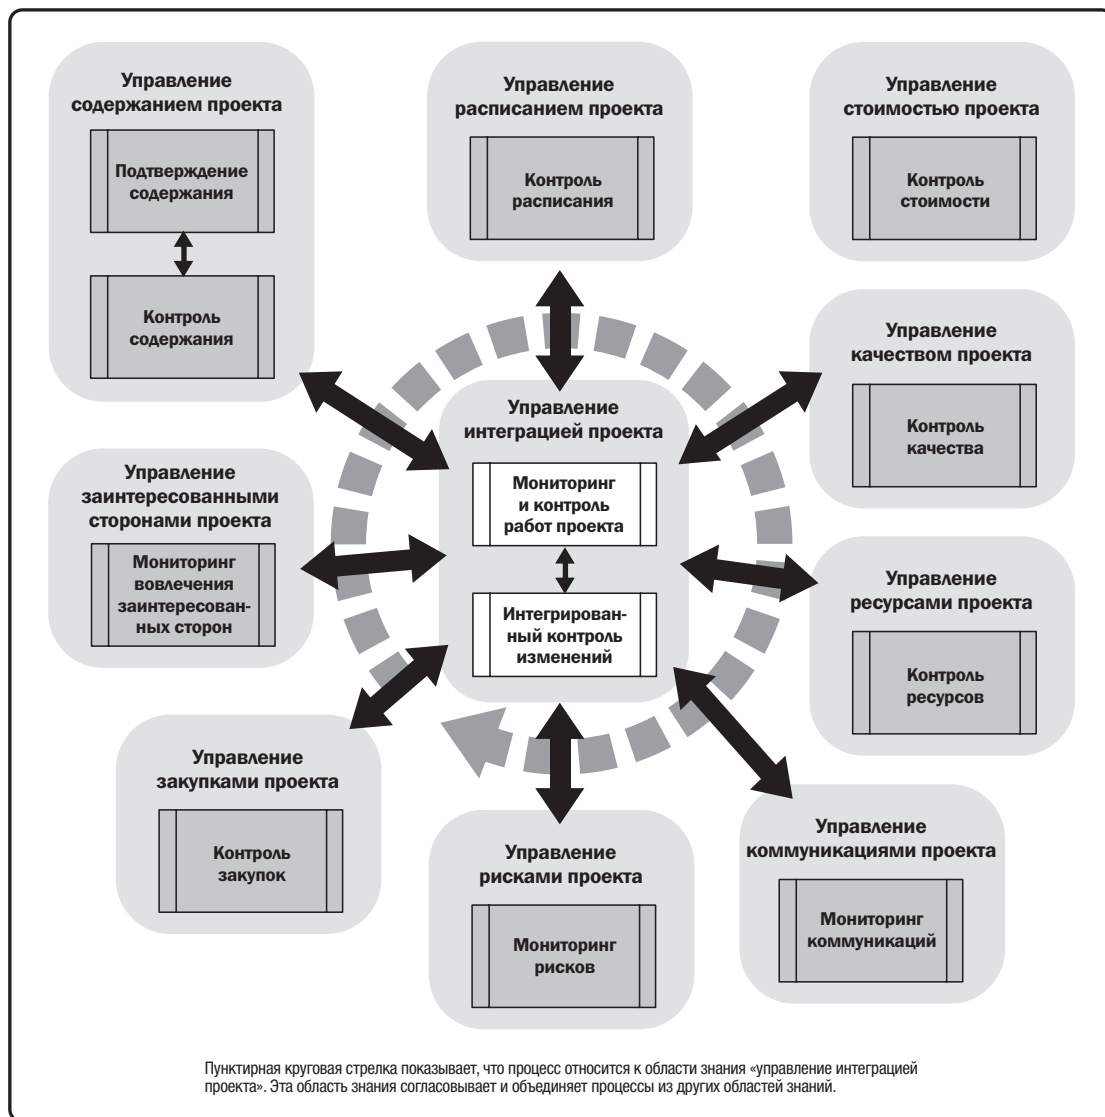 Управление
содержанием проекта
Подтверждение
содержания
Контроль
содержания
Управление
расписанием проекта
Контроль
расписания
Управление
стоимостью проекта
Контроль
стоимости
Управление
качеством проекта
Контроль
качества
Управление
интеграцией проекта
Мониторинг
и контроль
работ проекта
Интегрирован-
ный контроль
изменений
Управление
заинтересованными
сторонами проекта
Мониторинг
вовлечения
заинтересован-
ных сторон
Управление
ресурсами проекта
Контроль
ресурсов
Управление
закупками проекта
Контроль
закупок
Управление
рисками проекта
Мониторинг
рисков
Управление
коммуникациями проекта
Мониторинг
коммуникаций
Пунктирная круговая стрелка показывает, что процесс относится к области знания «управление интеграцией
проекта». Эта область знания согласовывает и объединяет процессы из других областей знаний.